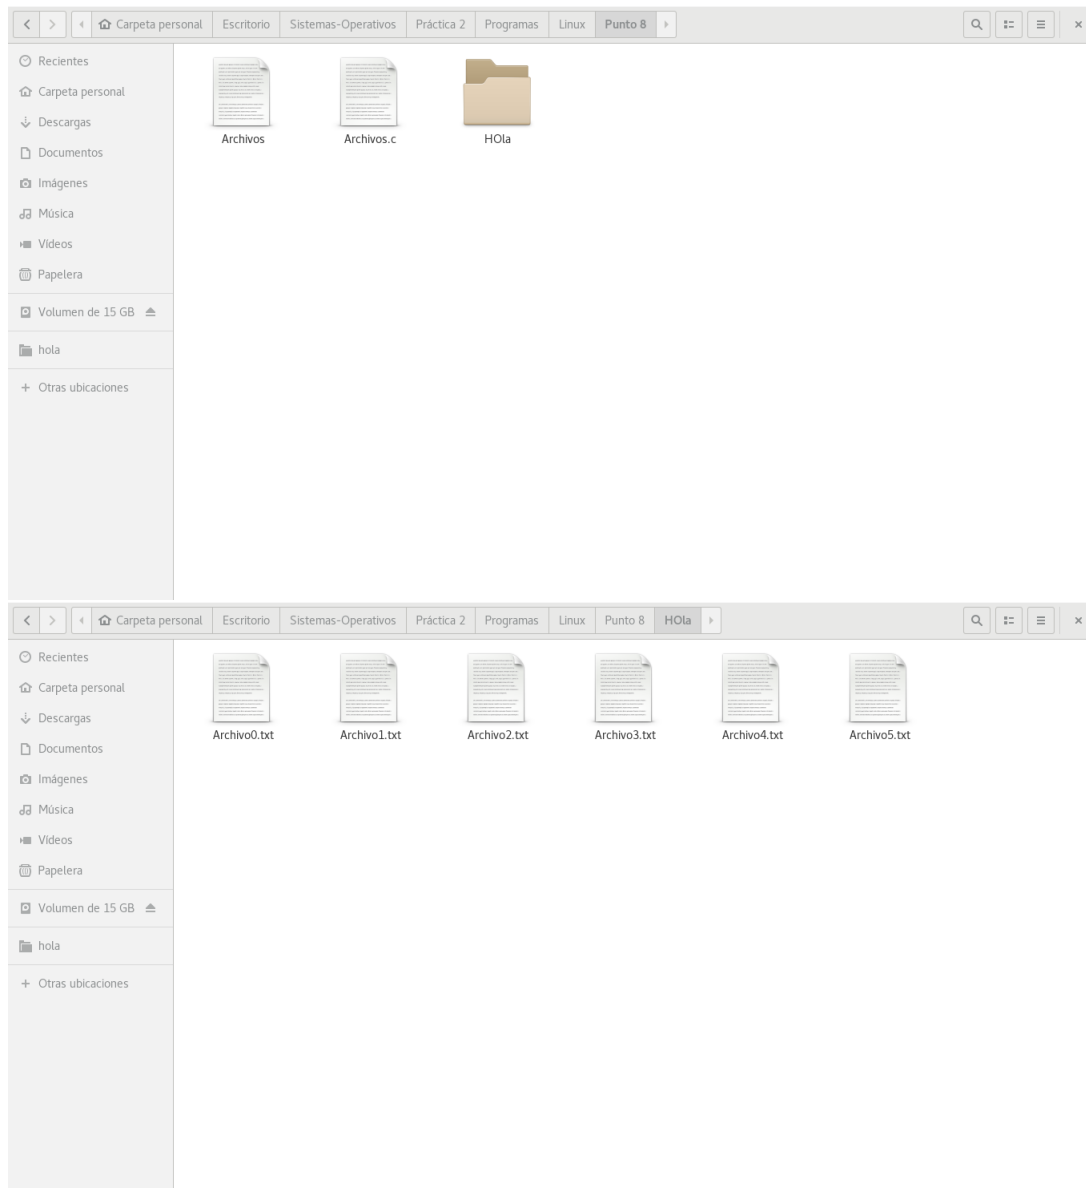 Carpeta personal Escritorio Sistemas-Operativos Práctica 2 Programas Linux Punto 8
Recientes
Carpeta personal
Descargas
Documentos
Imágenes
Música
Vídeos
Papelera
Volumen de 15 GB
hola
Otras ubicaciones
Archivos Archivos.c HOla
Carpeta personal Escritorio Sistemas-Operativos Práctica 2 Programas Linux Punto 8 HOla
Recientes
Carpeta personal
Descargas
Documentos
Imágenes
Música
Vídeos
Papelera
Volumen de 15 GB
hola
Otras ubicaciones
Archivo0.txt Archivo1.txt Archivo2.txt Archivo3.txt Archivo4.txt Archivo5.txt